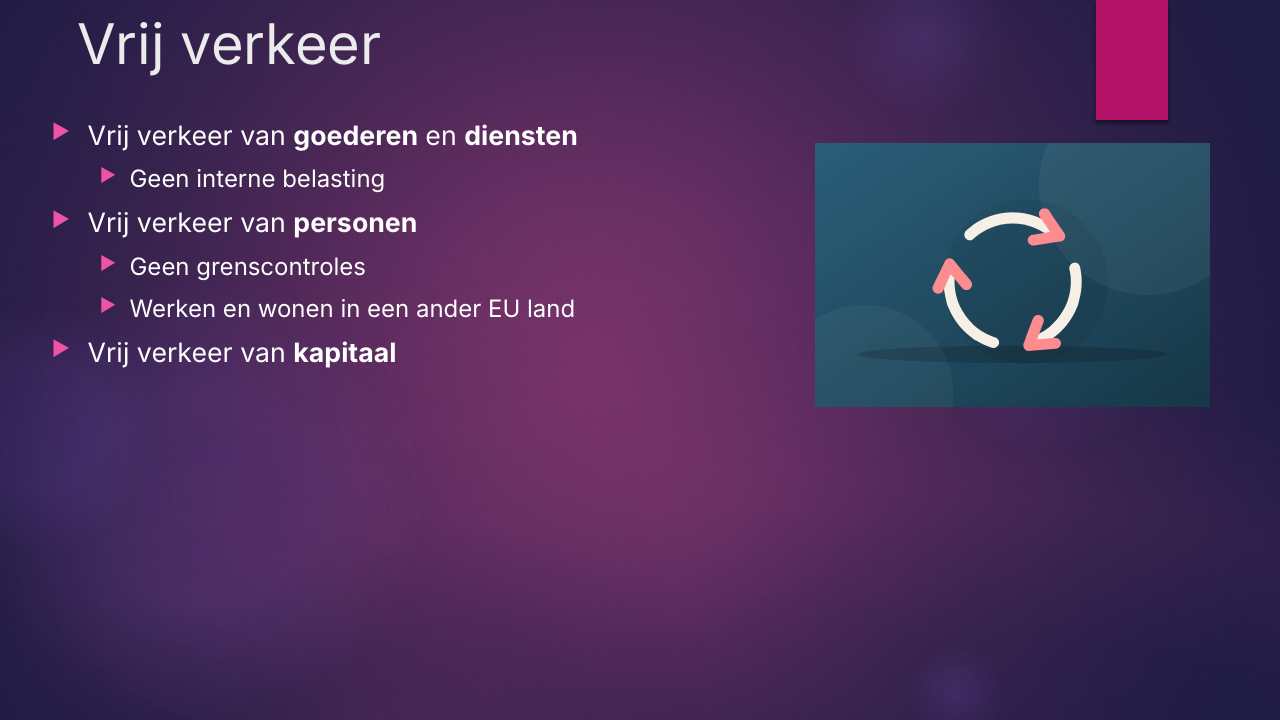 Vrij verkeer
Vrij verkeer van goederen en diensten
Geen interne belasting
Vrij verkeer van personen
Geen grenscontroles
Werken en wonen in een ander EU land
Vrij verkeer van kapitaal